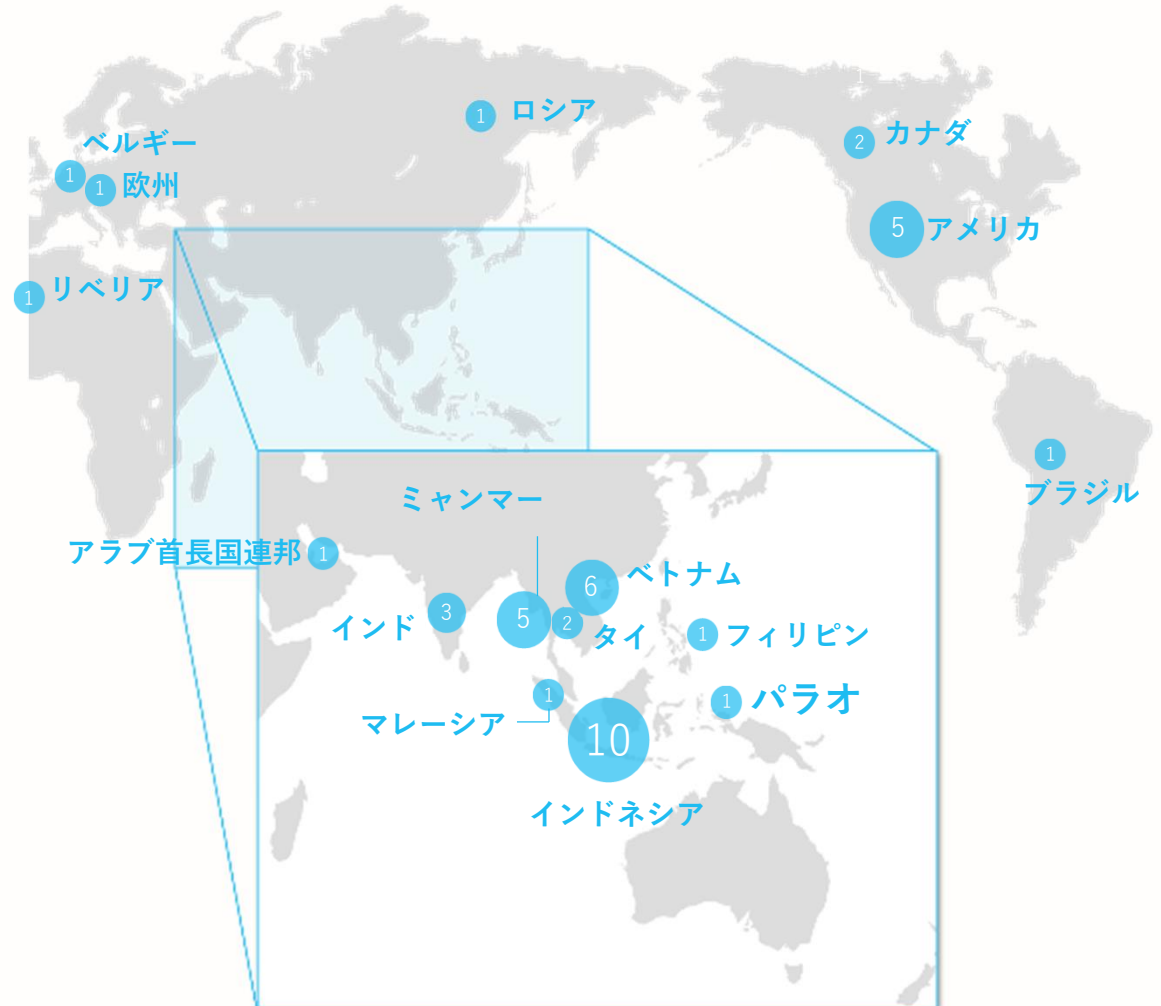 1
1 ロシア
2 カナダ
ベルギー
1
1 欧州
5 アメリカ
1 リベリア
1
ブラジル
ミャンマー
アラブ首長国連邦 1
6 ベトナム
インド 3
5
2 タイ
1 フィリピン
1 パラオ
マレーシア 1
10
インドネシア